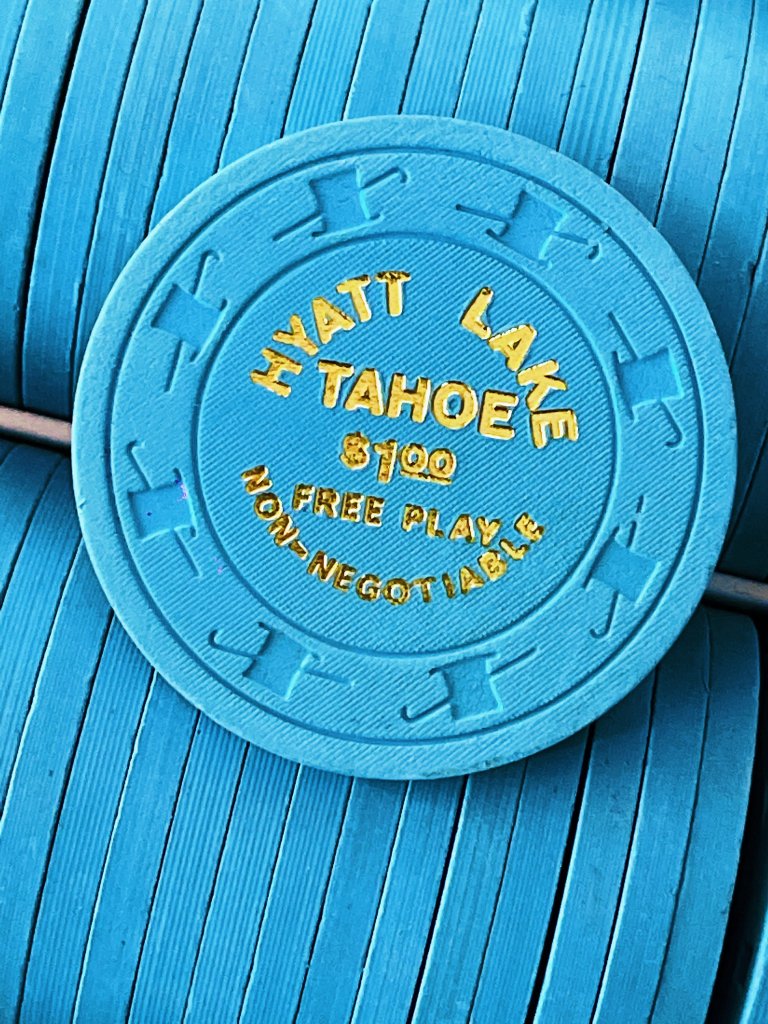 HYATT LAKE
TAHOE
$1.00
FREE PLAY
NON-NEGOTIABLE